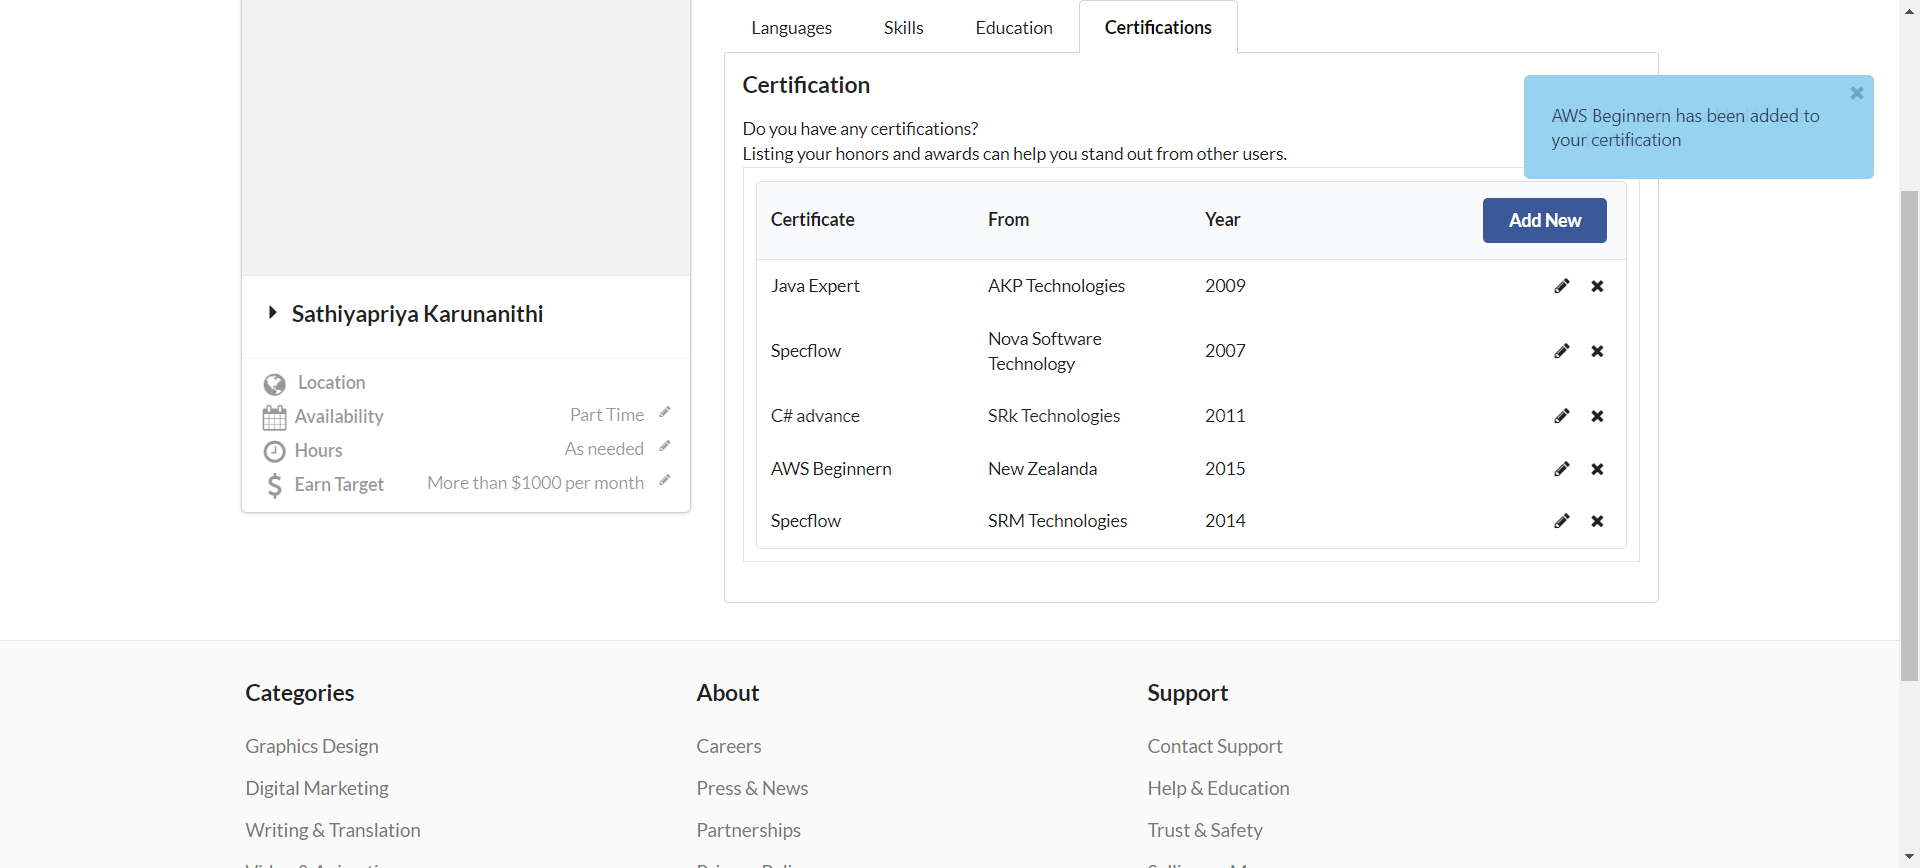 Languages
Skills
Education
Certifications
Certification
Do you have any certifications?
Listing your honors and awards can help you stand out from other users.
AWS Beginnern has been added to
your certification
Certificate From Year Add New
Java Expert AKP Technologies 2009
Specflow Nova Software
Technology 2007
C# advance SRk Technologies 2011
AWS Beginnern New Zealanda 2015
Specflow SRM Technologies 2014
Sathiyapriya Karunanithi
Location
Availability Part Time
Hours As needed
Earn Target More than $1000 per month
Categories
Graphics Design
Digital Marketing
Writing & Translation
About
Careers
Press & News
Partnerships
Support
Contact Support
Help & Education
Trust & Safety